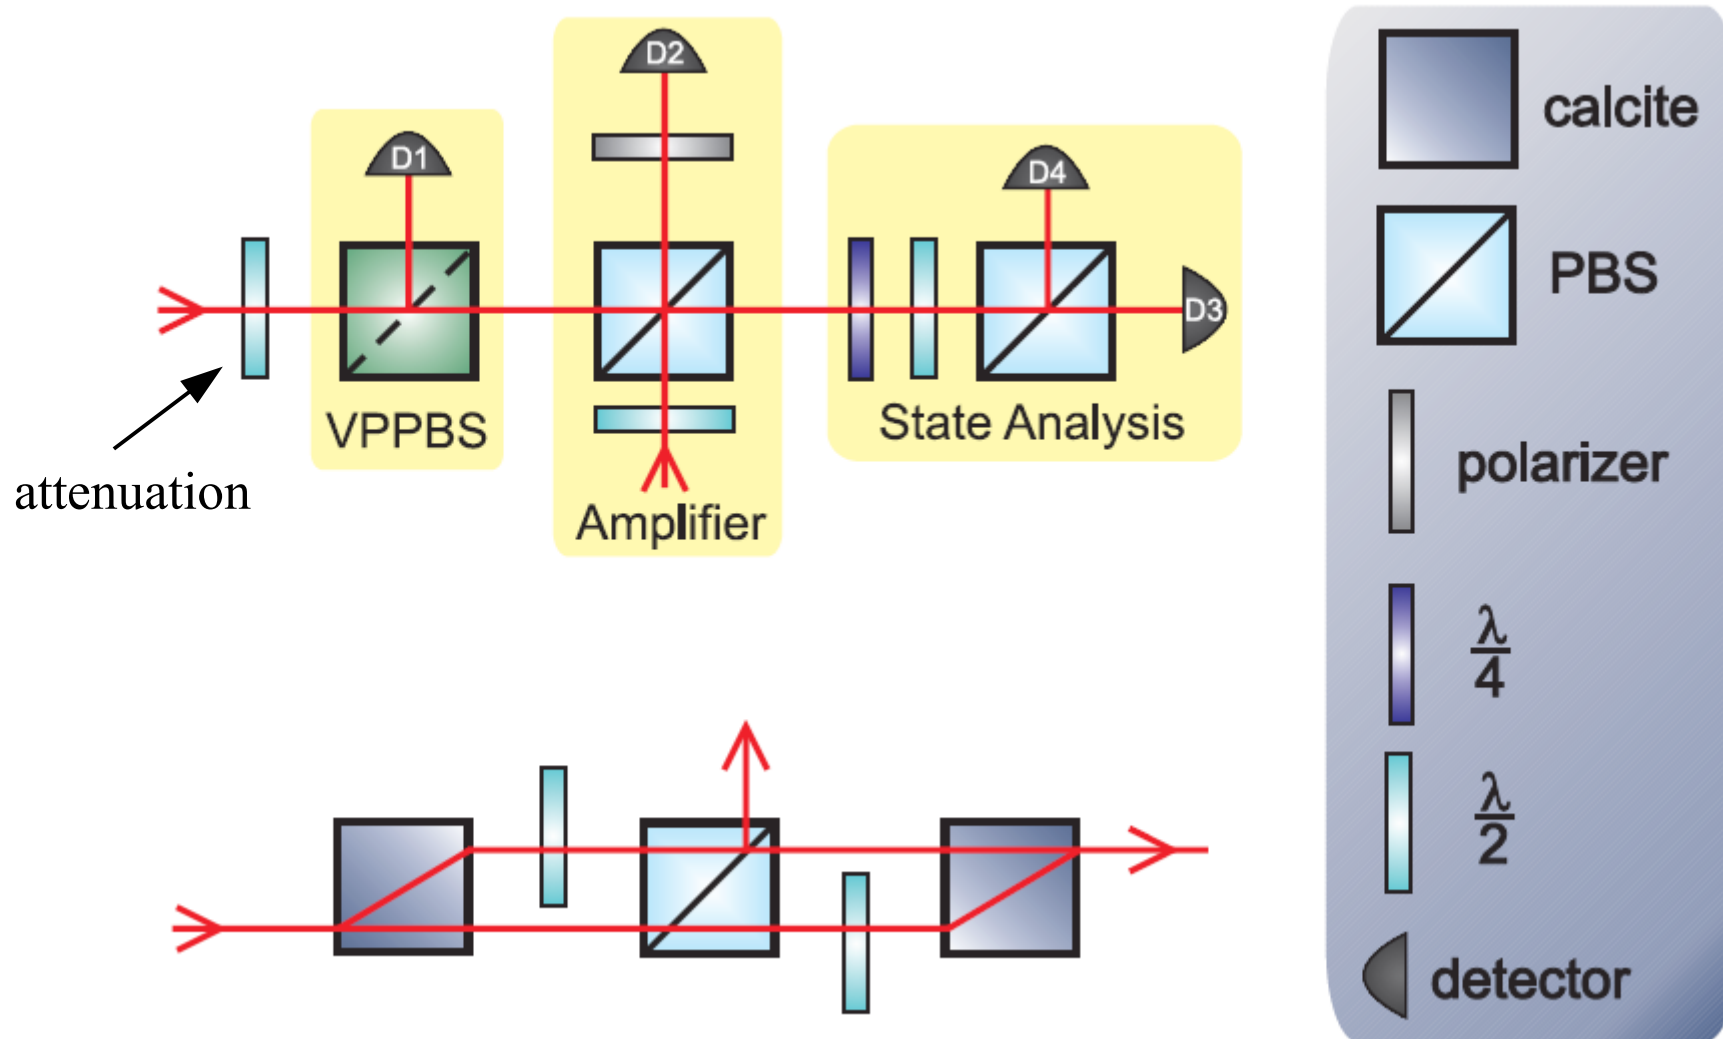 D2
D1
D4
D3
VPPBS
State Analysis
attenuation
Amplifier
calcite
PBS
polarizer
λ
4
λ
2
detector